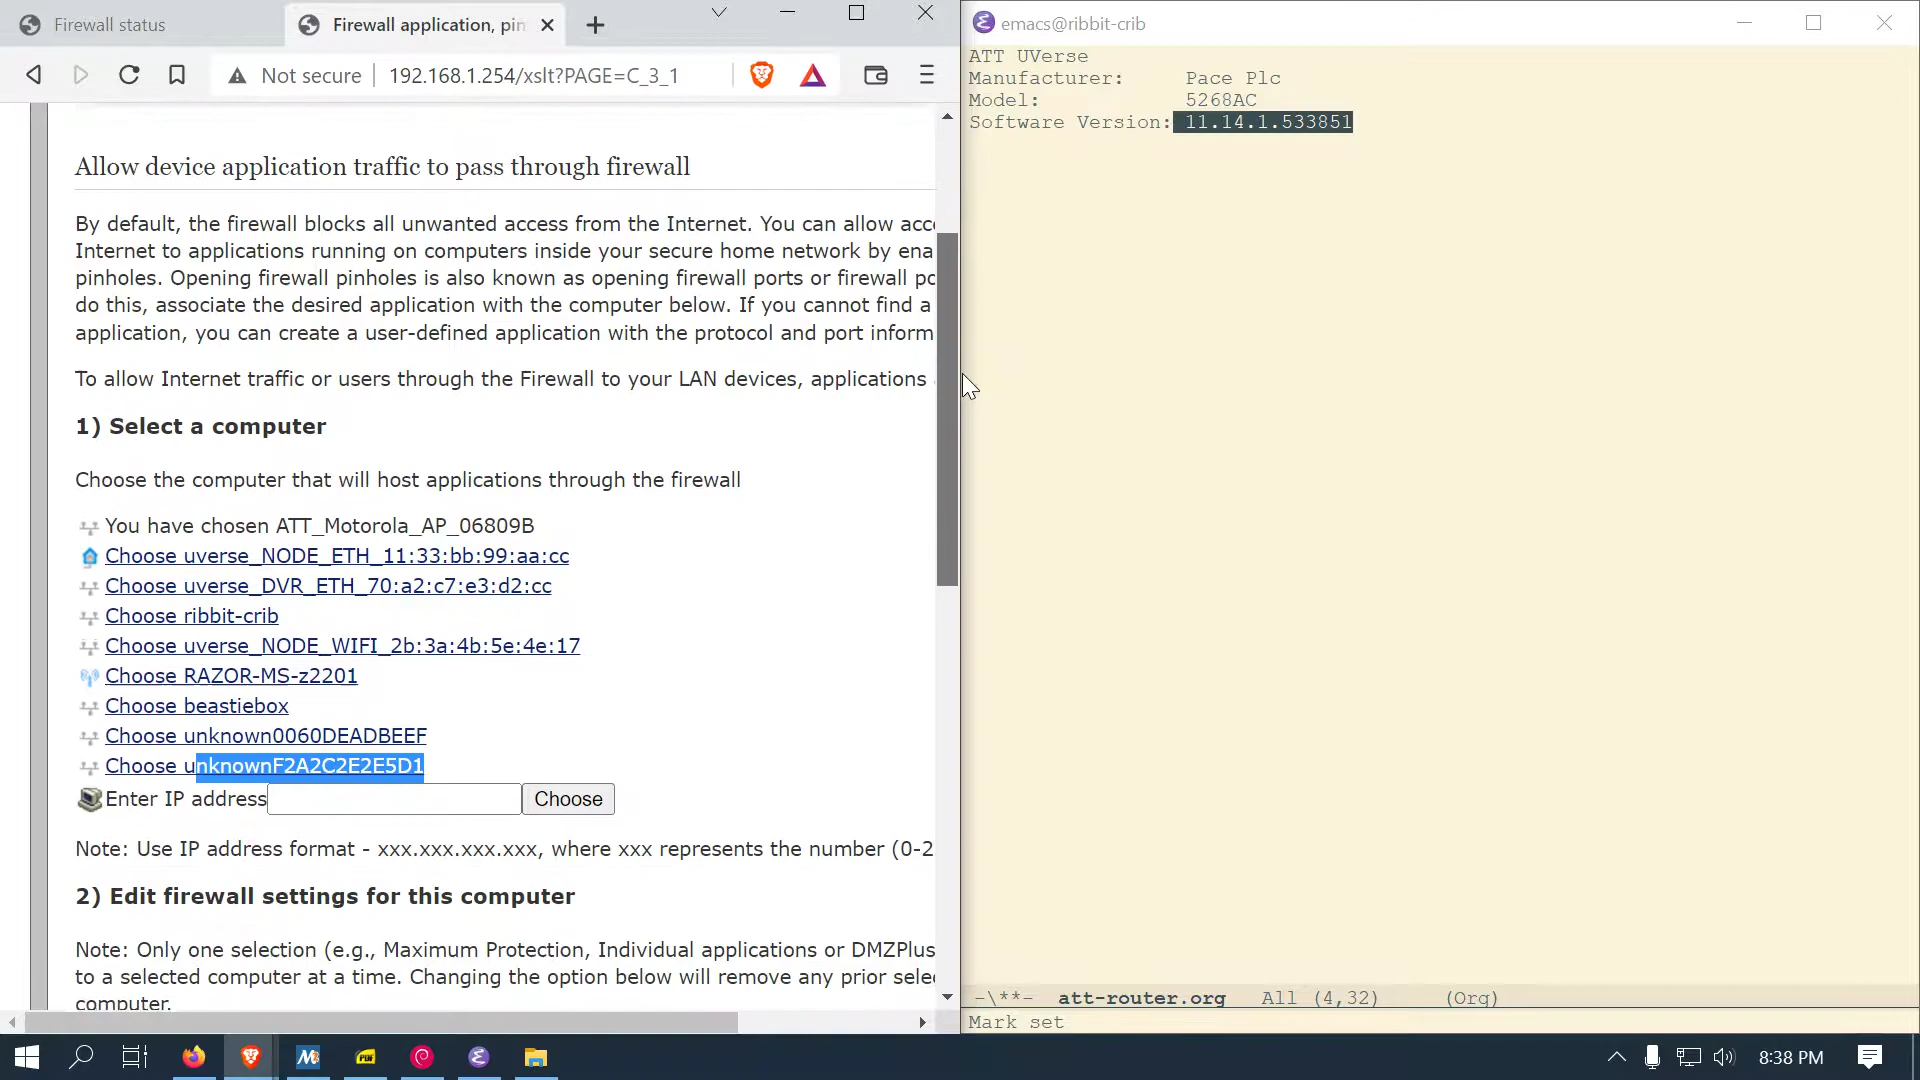 Firewall status
Firewall application, pin
Not secure
192.168.1.254/xslt?PAGE=C_3_1
Allow device application traffic to pass through firewall
By default, the firewall blocks all unwanted access from the Internet. You can allow acc
Internet to applications running on computers inside your secure home network by ena
pinholes. Opening firewall pinholes is also known as opening firewall ports or firewall po
do this, associate the desired application with the computer below. If you cannot find a
application, you can create a user-defined application with the protocol and port inform
To allow Internet traffic or users through the Firewall to your LAN devices, applications
1) Select a computer
Choose the computer that will host applications through the firewall
You have chosen ATT_Motorola_AP_06809B
Choose uverse_NODE_ETH_11:33:bb:99:aa:cc
Choose uverse_DVR_ETH_70:a2:c7:e3:d2:cc
Choose ribbit-crib
Choose uverse_NODE_WIFI_2b:3a:4b:5e:4e:17
Choose RAZOR-MS-z2201
Choose beastiebox
Choose unknown0060DEADBEEF
Choose unknownF2A2C2E2E5D1
Enter IP address
Choose
Note: Use IP address format - xxx.xxx.xxx.xxx, where xxx represents the number (0-2
2) Edit firewall settings for this computer
Note: Only one selection (e.g., Maximum Protection, Individual applications or DMZPlus
to a selected computer at a time. Changing the option below will remove any prior sele
computer.
emacs@ribbit-crib
ATT UVerse
Manufacturer: Pace Plc
Model: 5268AC
Software Version: 11.14.1.533851
-\**- att-router.org All (4,32) (Org)
Mark set
PDF
8:38 PM